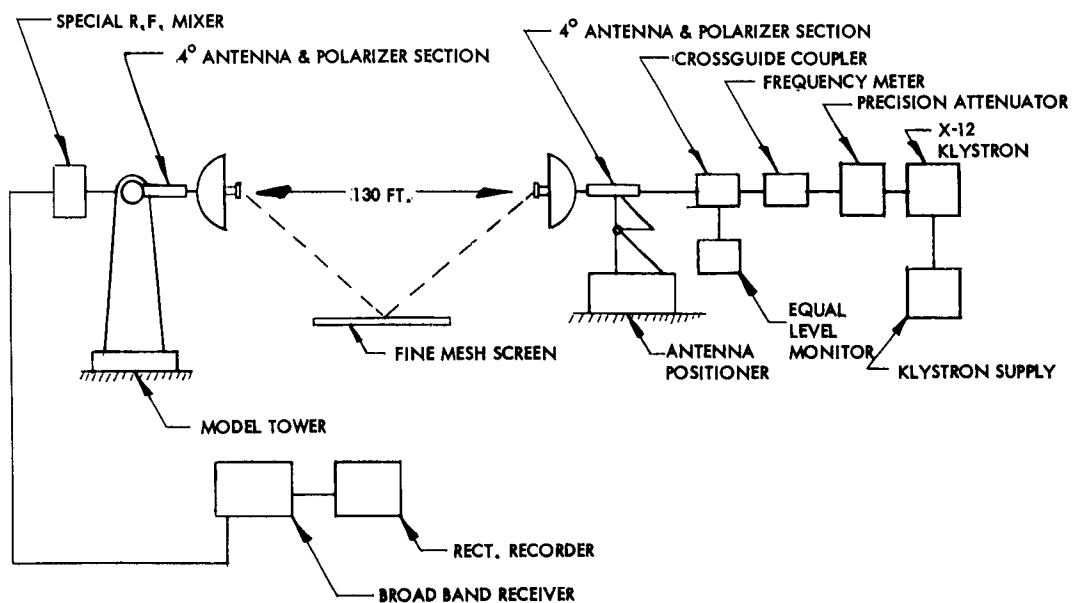 SPECIAL R.F. MIXER
4° ANTENNA & POLARIZER SECTION
4° ANTENNA & POLARIZER SECTION
CROSSGUIDE COUPLER
FREQUENCY METER
PRECISION ATTENUATOR
X-12
KLYSTRON
130 FT.
FINE MESH SCREEN
ANTENNA
POSITIONER
EQUAL
LEVEL
MONITOR
KLYSTRON SUPPLY
MODEL TOWER
RECT. RECORDER
BROAD BAND RECEIVER